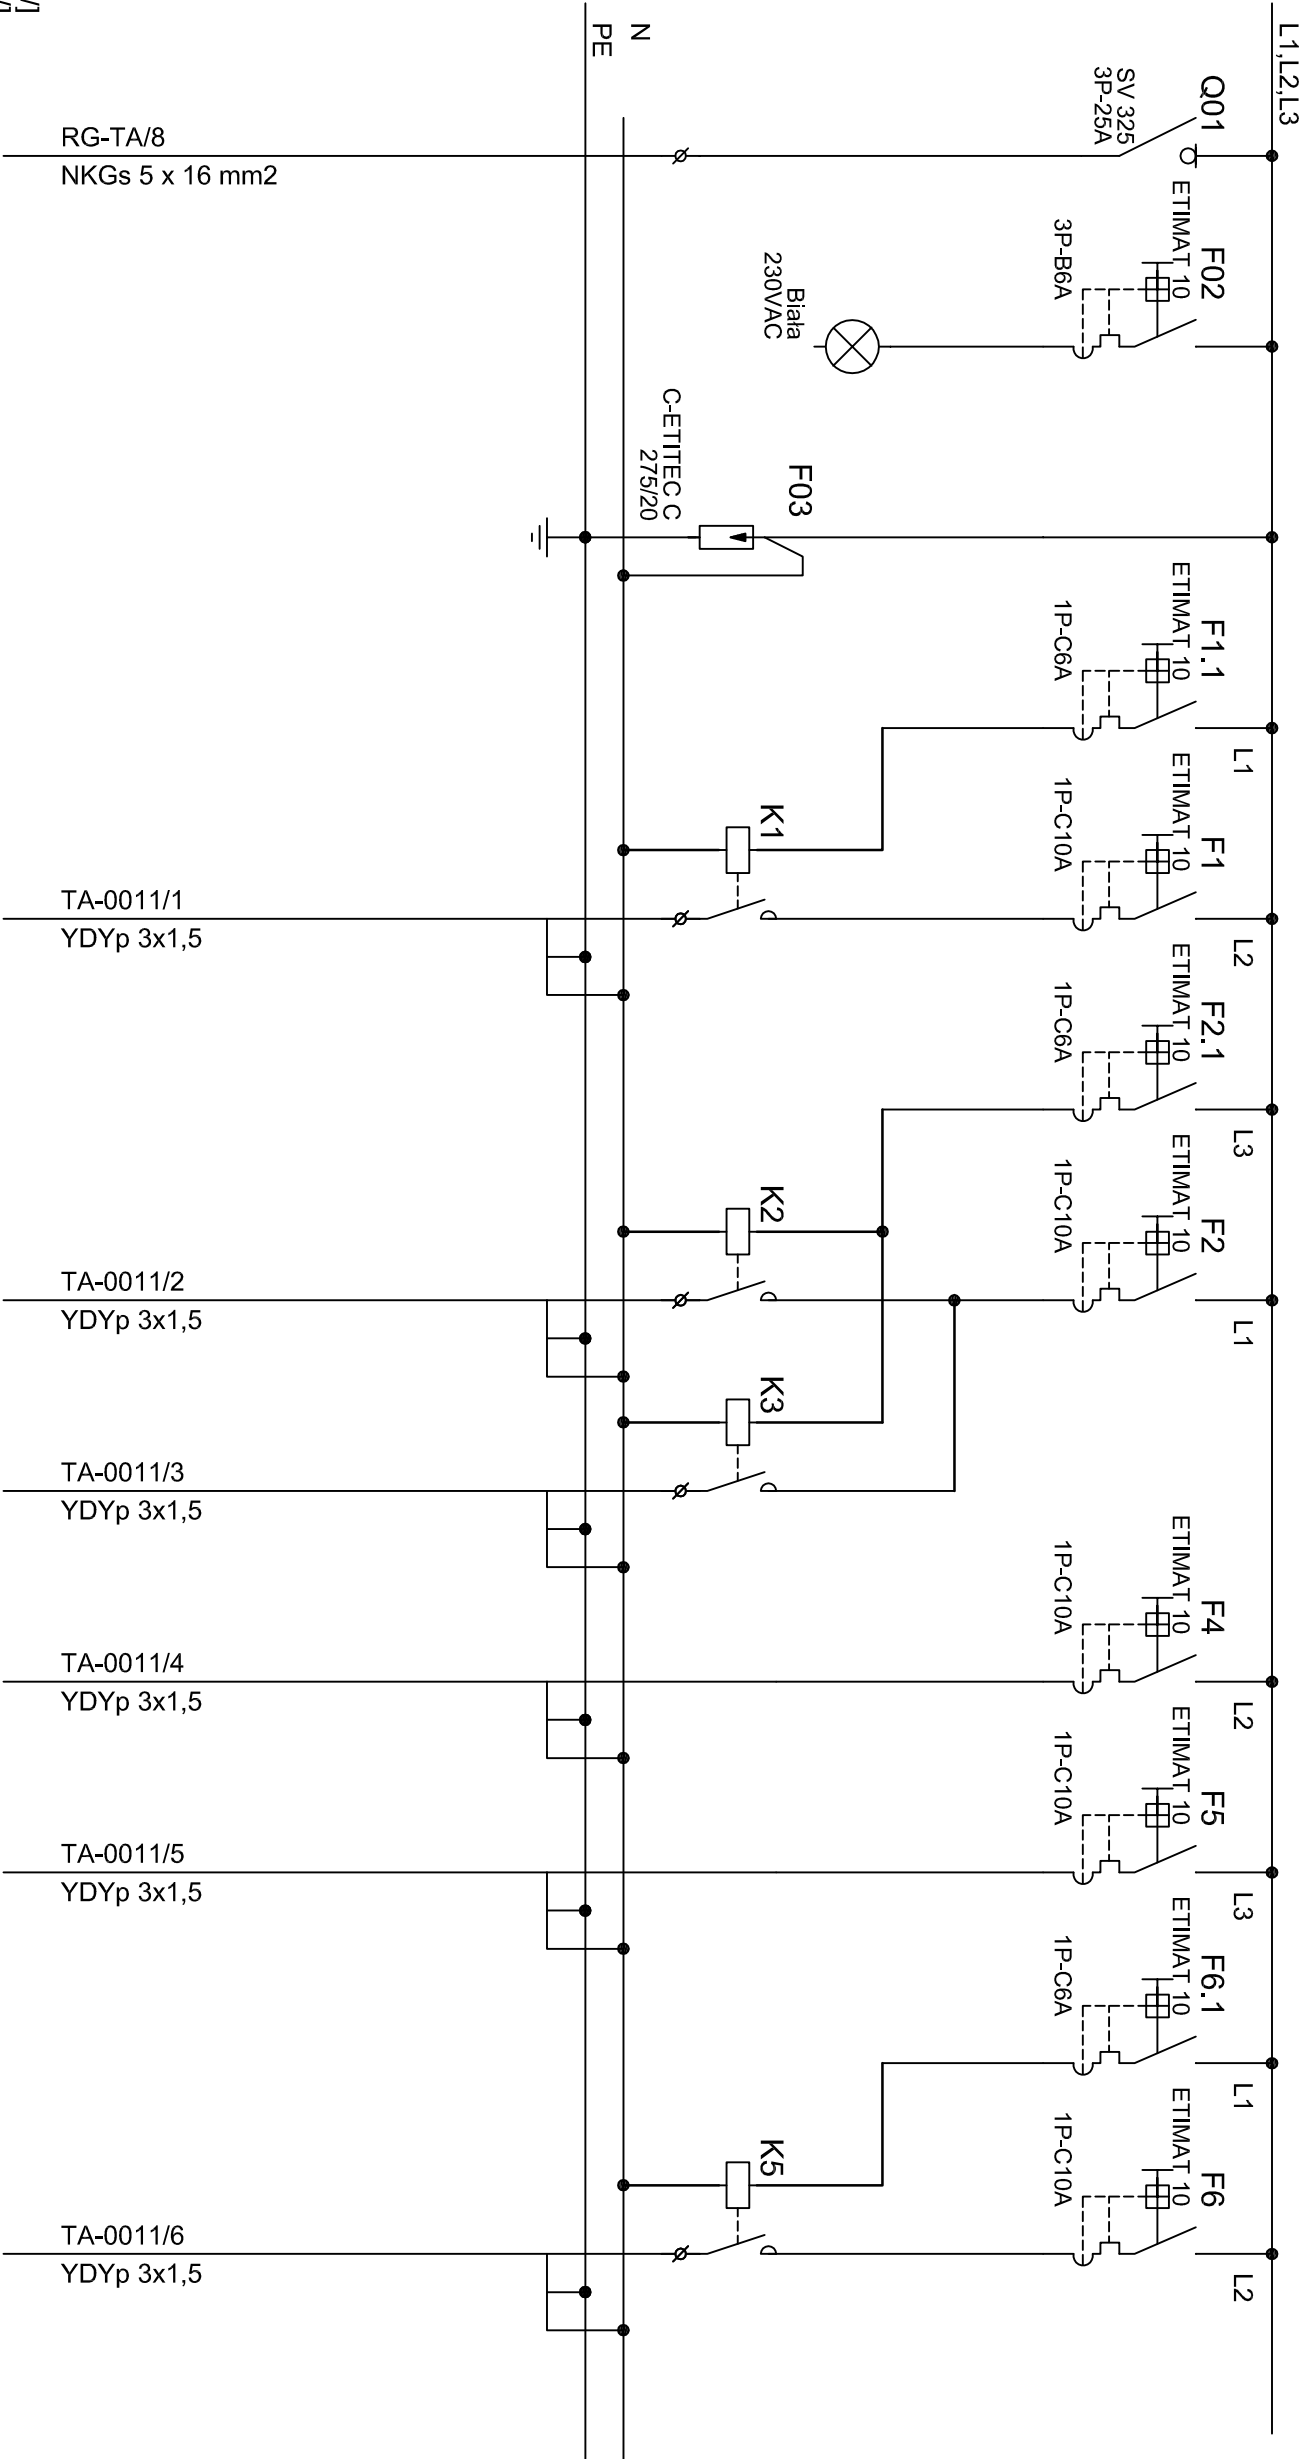 L1,L2,L3
N
PE
Q01
SV 325
3P-25A
RG-TA/8
NKGs 5 x 16 mm2
F02
ETIMAT 10
3P-B6A
Biała
230VAC
F03
C-ETITEC C
275/20
F1.1
ETIMAT 10
1P-C6A
L1
K1
F1
ETIMAT 10
1P-C10A
L2
TA-0011/1
YDYp 3x1,5
F2.1
ETIMAT 10
1P-C6A
L3
K2
F2
ETIMAT 10
1P-C10A
L1
TA-0011/2
YDYp 3x1,5
K3
TA-0011/3
YDYp 3x1,5
F4
ETIMAT 10
1P-C10A
L2
TA-0011/4
YDYp 3x1,5
F5
ETIMAT 10
1P-C10A
L3
TA-0011/5
YDYp 3x1,5
F6.1
ETIMAT 10
1P-C6A
L1
K5
F6
ETIMAT 10
1P-C10A
L2
TA-0011/6
YDYp 3x1,5